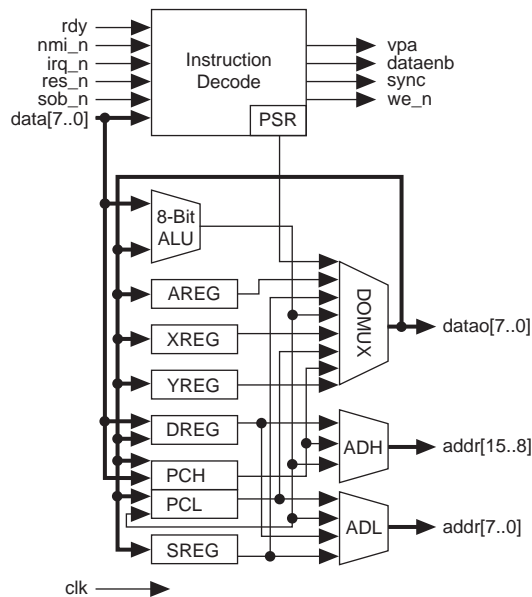 rdy
nmi_n
irq_n
res_n
sob_n
data[7..0]
Instruction
Decode
PSR
vpa
dataenb
sync
we_n
8-Bit
ALU
AREG
XREG
YREG
DREG
PCH
PCL
SREG
DOMUX
datao[7..0]
ADH
addr[15..8]
ADL
addr[7..0]
clk